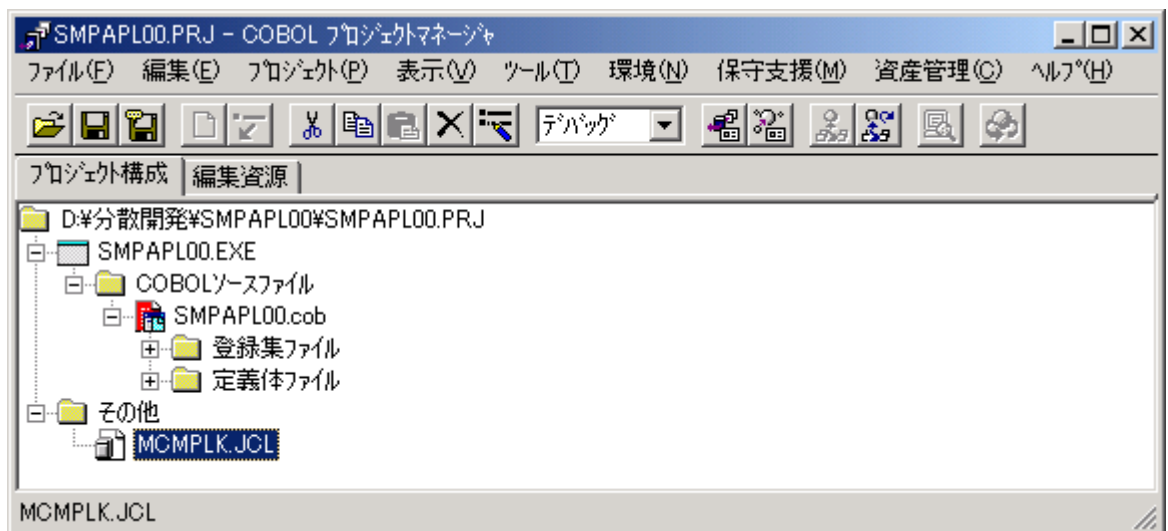 SMPAPL00.PRJ - COBOL ﾌﾟﾛｼﾞｪｸﾄﾏﾈｰｼﾞｬ
ﾌｧｲﾙ(F) 編集(E) ﾌﾟﾛｼﾞｪｸﾄ(P) 表示(V) ﾂｰﾙ(T) 環境(N) 保守支援(M) 資産管理(C) ﾍﾙﾌﾟ(H)
ﾃﾞﾊﾞｯｸﾞ
ﾌﾟﾛｼﾞｪｸﾄ構成 編集資源
D:¥分散開発¥SMPAPL00¥SMPAPL00.PRJ
SMPAPL00.EXE
COBOLｿｰｽﾌｧｲﾙ
SMPAPL00.cob
登録集ﾌｧｲﾙ
定義体ﾌｧｲﾙ
その他
MCMPLK.JCL
MCMPLK.JCL